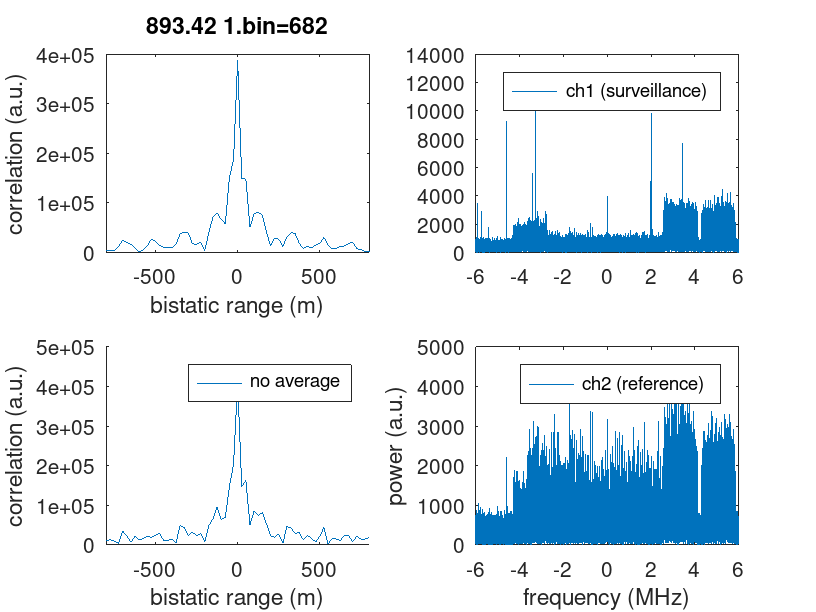 893.42 1.bin=682
4e+05
3e+05
2e+05
1e+05
0
correlation (a.u.)
-500 0 500
bistatic range (m)
14000
12000
10000
8000
6000
4000
2000
0
ch1 (surveillance)
-6 -4 -2 0 2 4 6
5e+05
4e+05
3e+05
2e+05
1e+05
0
correlation (a.u.)
no average
-500 0 500
bistatic range (m)
5000
4000
3000
2000
1000
0
power (a.u.)
ch2 (reference)
-6 -4 -2 0 2 4 6
frequency (MHz)